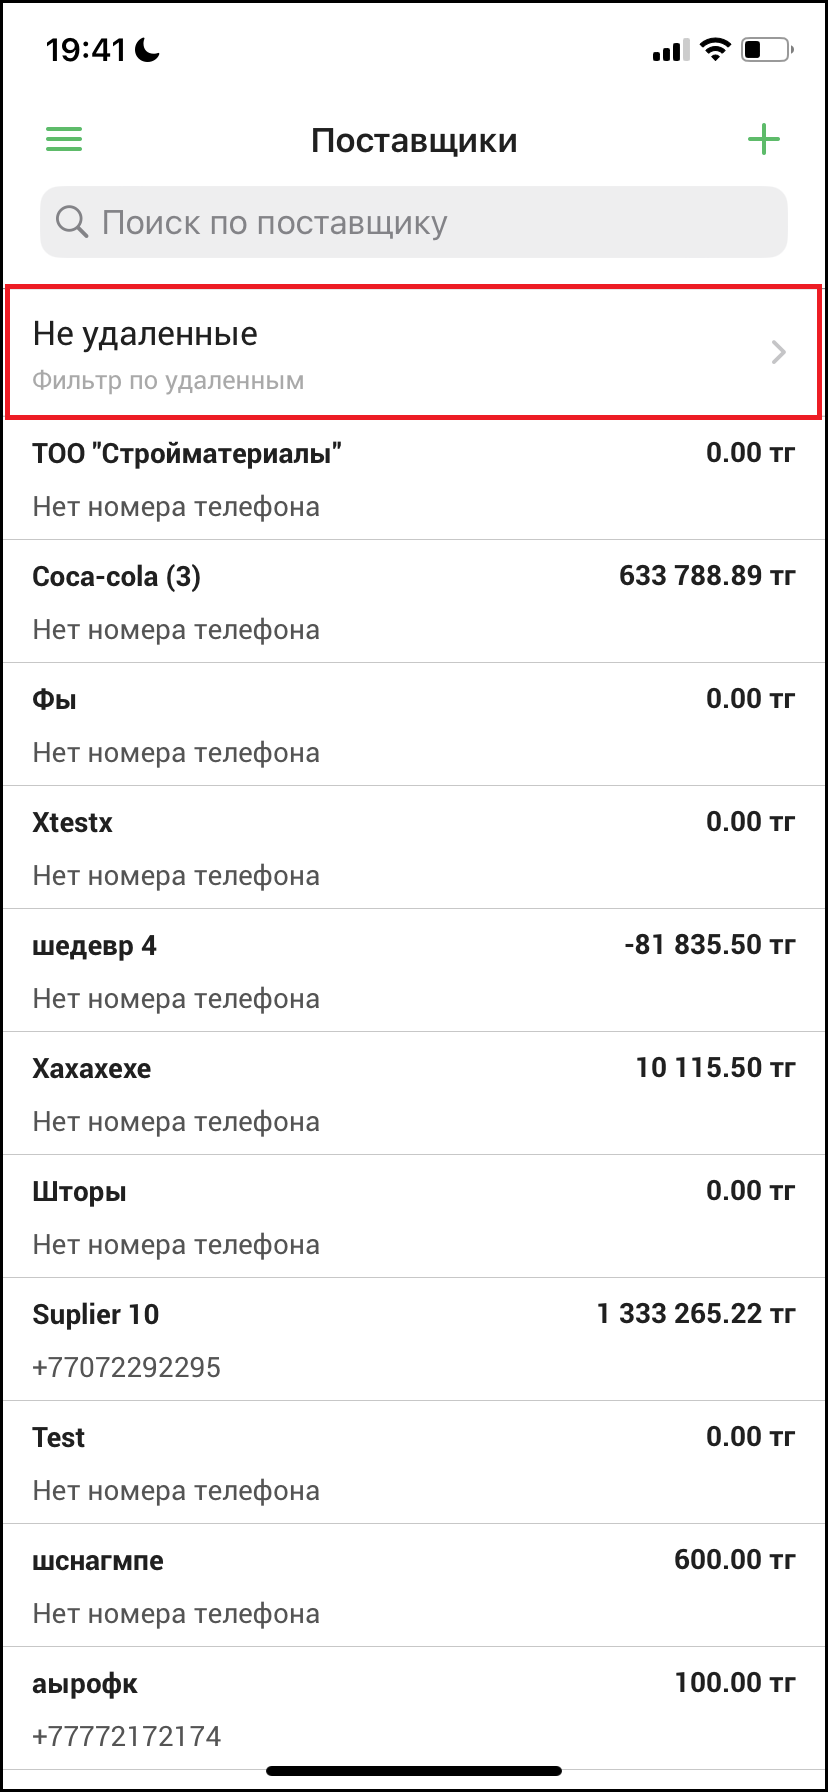 19:41
Поставщики
Поиск по поставщику
Не удаленные
Фильтр по удаленным
ТОО "Стройматериалы" 0.00 тг
Нет номера телефона
Coca-cola (3) 633 788.89 тг
Нет номера телефона
Фы 0.00 тг
Нет номера телефона
Xtestx 0.00 тг
Нет номера телефона
шедевр 4 -81 835.50 тг
Нет номера телефона
Хахахехе 10 115.50 тг
Нет номера телефона
Шторы 0.00 тг
Нет номера телефона
Suplier 10 1 333 265.22 тг
+77072292295
Test 0.00 тг
Нет номера телефона
шснагмпе 600.00 тг
Нет номера телефона
аырофк 100.00 тг
+77772172174